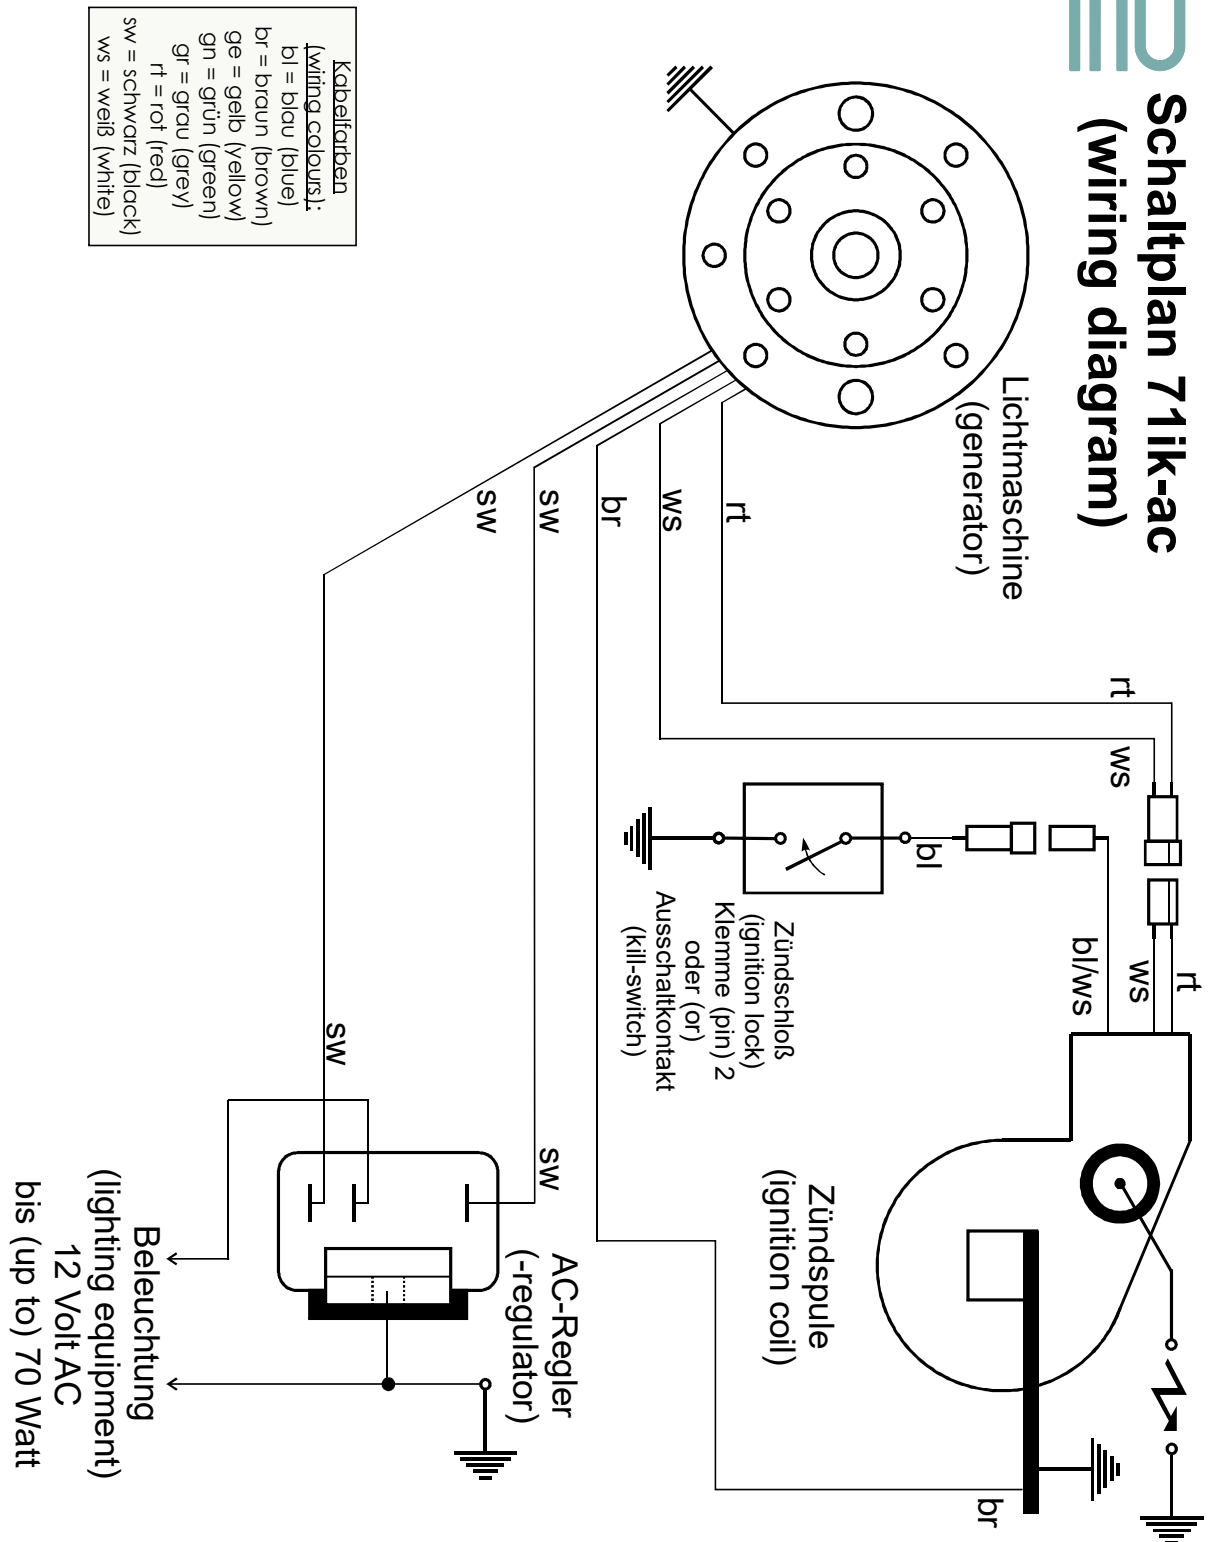 Schaltplan 71ik-ac
(wiring diagram)
Lichtmaschine
(generator)
rt
ws
br
sw
sw
rt
ws
rt
ws
bl/ws
bl
Zündschloß
(ignition lock)
Klemme (pin) 2
oder (or)
Ausschaltkontakt
(kill-switch)
Zündspule
(ignition coil)
br
sw
sw
AC-Regler
(-regulator)
Beleuchtung
(lighting equipment)
12 Volt AC
bis (up to) 70 Watt
Kabelfarben
(wiring colours):
bl = blau (blue)
br = braun (brown)
ge = gelb (yellow)
gn = grün (green)
gr = grau (grey)
rt = rot (red)
sw = schwarz (black)
ws = weiß (white)